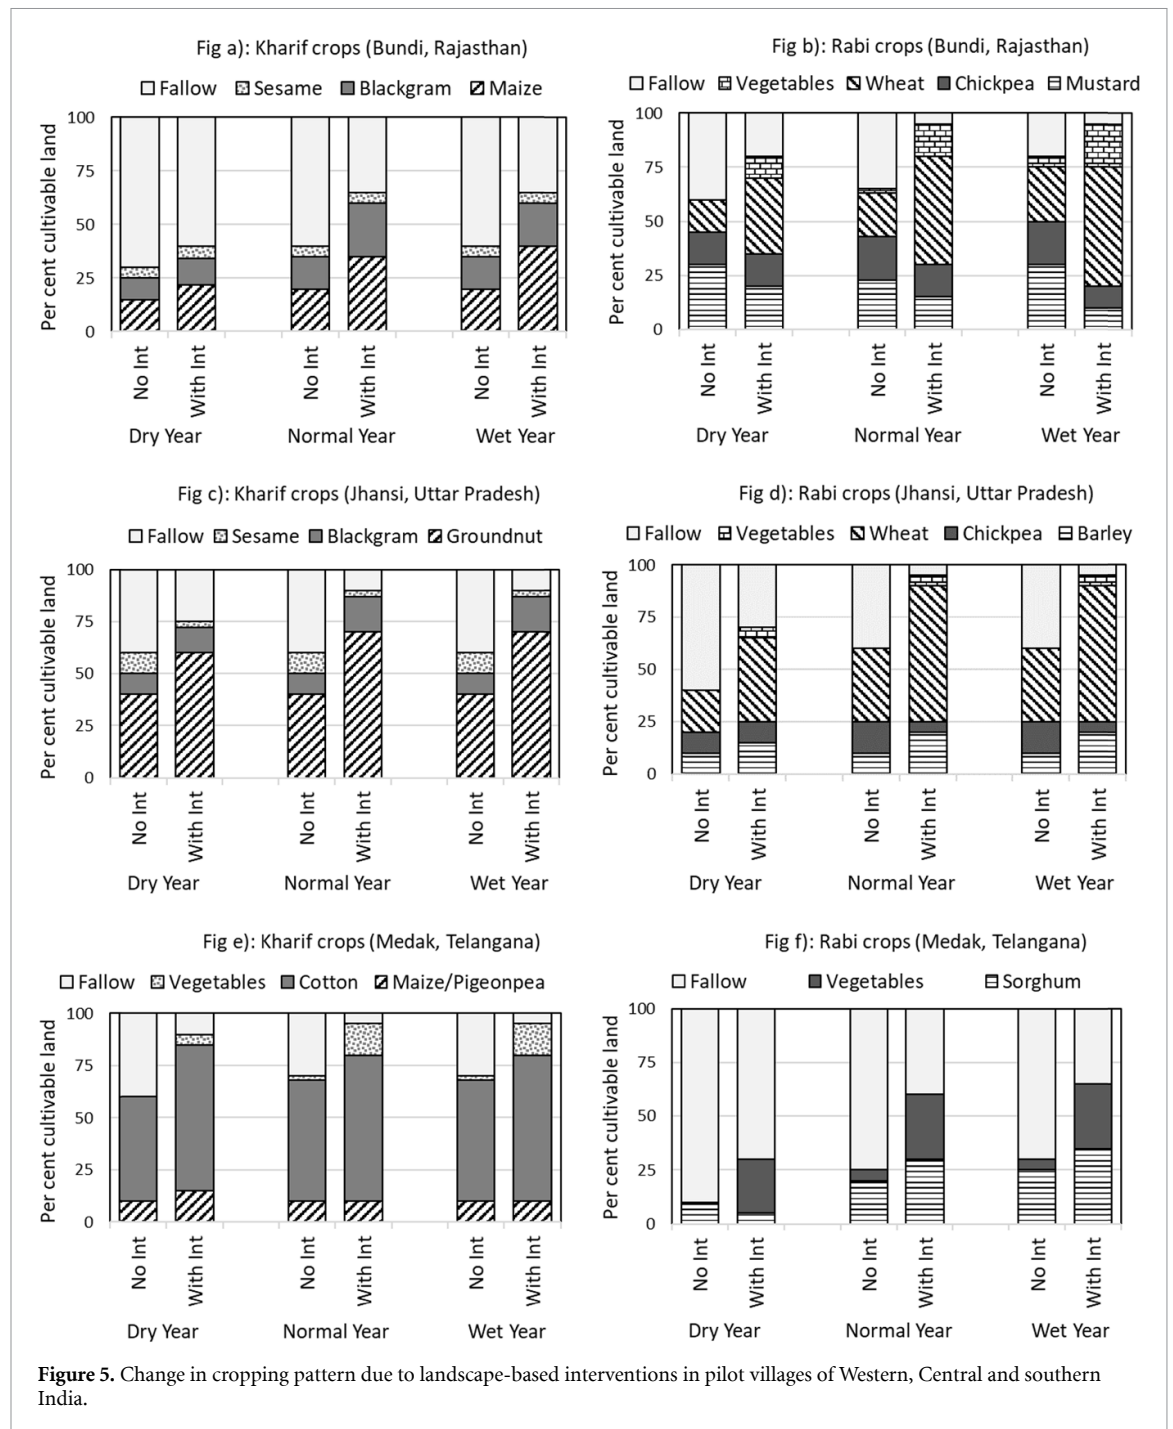 Fig a): Kharif crops (Bundi, Rajasthan)
Fallow Sesame Blackgram Maize
Per cent cultivable land
100
75
50
25
0
No Int
With Int
No Int
With Int
No Int
With Int
Dry Year Normal Year Wet Year
Fig b): Rabi crops (Bundi, Rajasthan)
Fallow Vegetables Wheat Chickpea Mustard
Per cent cultivable land
100
75
50
25
0
No Int
With Int
No Int
With Int
No Int
With Int
Dry Year Normal Year Wet Year
Fig c): Kharif crops (Jhansi, Uttar Pradesh)
Fallow Sesame Blackgram Groundnut
Per cent cultivable land
100
75
50
25
0
No Int
With Int
No Int
With Int
No Int
With Int
Dry Year Normal Year Wet Year
Fig d): Rabi crops (Jhansi, Uttar Pradesh)
Fallow Vegetables Wheat Chickpea Barley
Per cent cultivable land
100
75
50
25
0
No Int
With Int
No Int
With Int
No Int
With Int
Dry Year Normal Year Wet Year
Fig e): Kharif crops (Medak, Telangana)
Fallow Vegetables Cotton Maize/Pigeonpea
Per cent cultivable land
100
75
50
25
0
No Int
With Int
No Int
With Int
No Int
With Int
Dry Year Normal Year Wet Year
Fig f): Rabi crops (Medak, Telangana)
Fallow Vegetables Sorghum
Per cent cultivable land
100
75
50
25
0
No Int
With Int
No Int
With Int
No Int
With Int
Dry Year Normal Year Wet Year
Figure 5. Change in cropping pattern due to landscape-based interventions in pilot villages of Western, Central and southern
India.